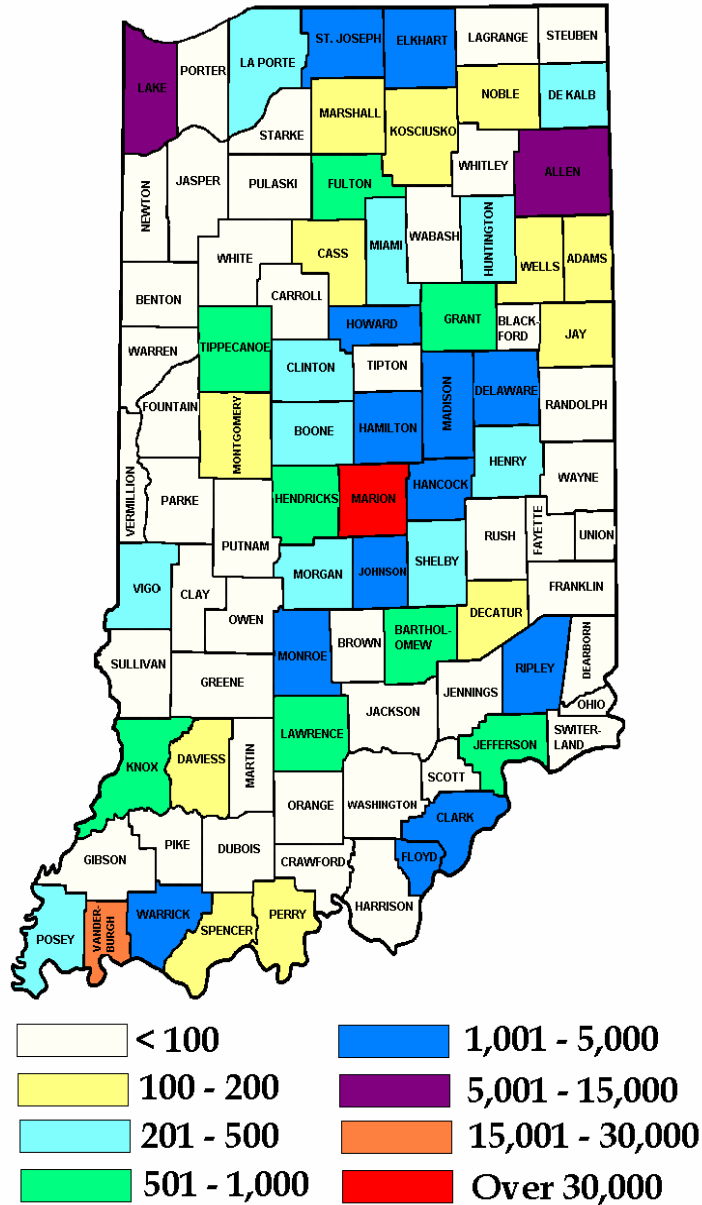 ST. JOSEPH
ELKHART
LAGRANGE
STEUBEN
LAKE
PORTER
LA PORTE
NOBLE
DE KALB
MARSHALL
KOSCIUSKO
STARKE
WHITLEY
ALLEN
NEWTON
JASPER
PULASKI
FULTON
WABASH
HUNTINGTON
MIAMI
WHITE
CASS
WELLS
ADAMS
BENTON
CARROLL
HOWARD
GRANT
BLACK-
FORD
JAY
WARREN
TIPPECANOE
CLINTON
TIPTON
MADISON
DELAWARE
RANDOLPH
FOUNTAIN
MONTGOMERY
BOONE
HAMILTON
HENRY
WAYNE
VERMILLION
PARKE
HENDRICKS
MARION
HANCOCK
PUTNAM
RUSH
FAYETTE
UNION
VIGO
CLAY
MORGAN
JOHNSON
SHELBY
FRANKLIN
OWEN
DECATUR
SULLIVAN
MONROE
BROWN
BARTHOL-
OMEW
RIPLEY
DEARBORN
GREENE
JENNINGS
OHIO
JACKSON
SWITER-
LAND
LAWRENCE
JEFFERSON
KNOX
DAVIESS
MARTIN
SCOTT
ORANGE
WASHINGTON
CLARK
GIBSON
PIKE
DUBOIS
CRAWFORD
FLOYD
HARRISON
POSEY
VANDER-
BURGH
WARRICK
SPENCER
PERRY
< 100
1,001 - 5,000
100 - 200
5,001 - 15,000
201 - 500
15,001 - 30,000
501 - 1,000
Over 30,000